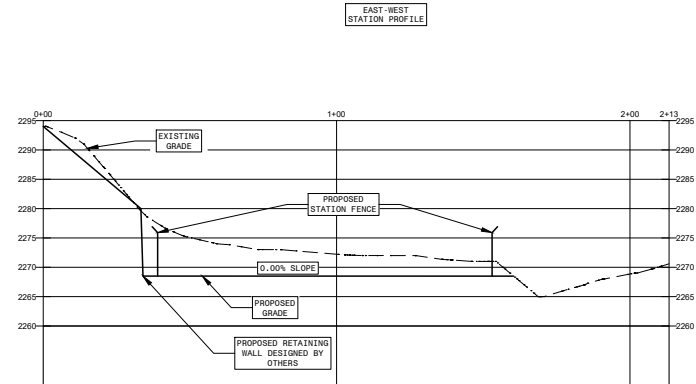 EAST-WEST
STATION PROFILE
0+00
1+00
2+00
2+13
2295
2295
EXISTING
GRADE
2290
2290
2285
2285
2280
2280
PROPOSED
STATION FENCE
2275
2275
2270
2270
0.00% SLOPE
2265
2265
PROPOSED
GRADE
2260
2260
PROPOSED RETAINING
WALL DESIGNED BY
OTHERS